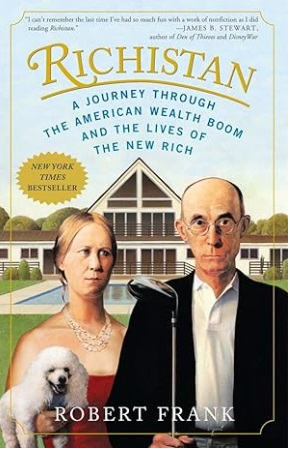 "I can't remember the last time I've had so much fun with a work of nonfiction as I did
reading Richistan." —JAMES B. STEWART,
author of Den of Thieves and DisneyWar
RICHISTAN
A JOURNEY THROUGH
THE AMERICAN WEALTH BOOM
AND THE LIVES OF
THE NEW RICH
NEW YORK
TIMES
BESTSELLER
ROBERT FRANK